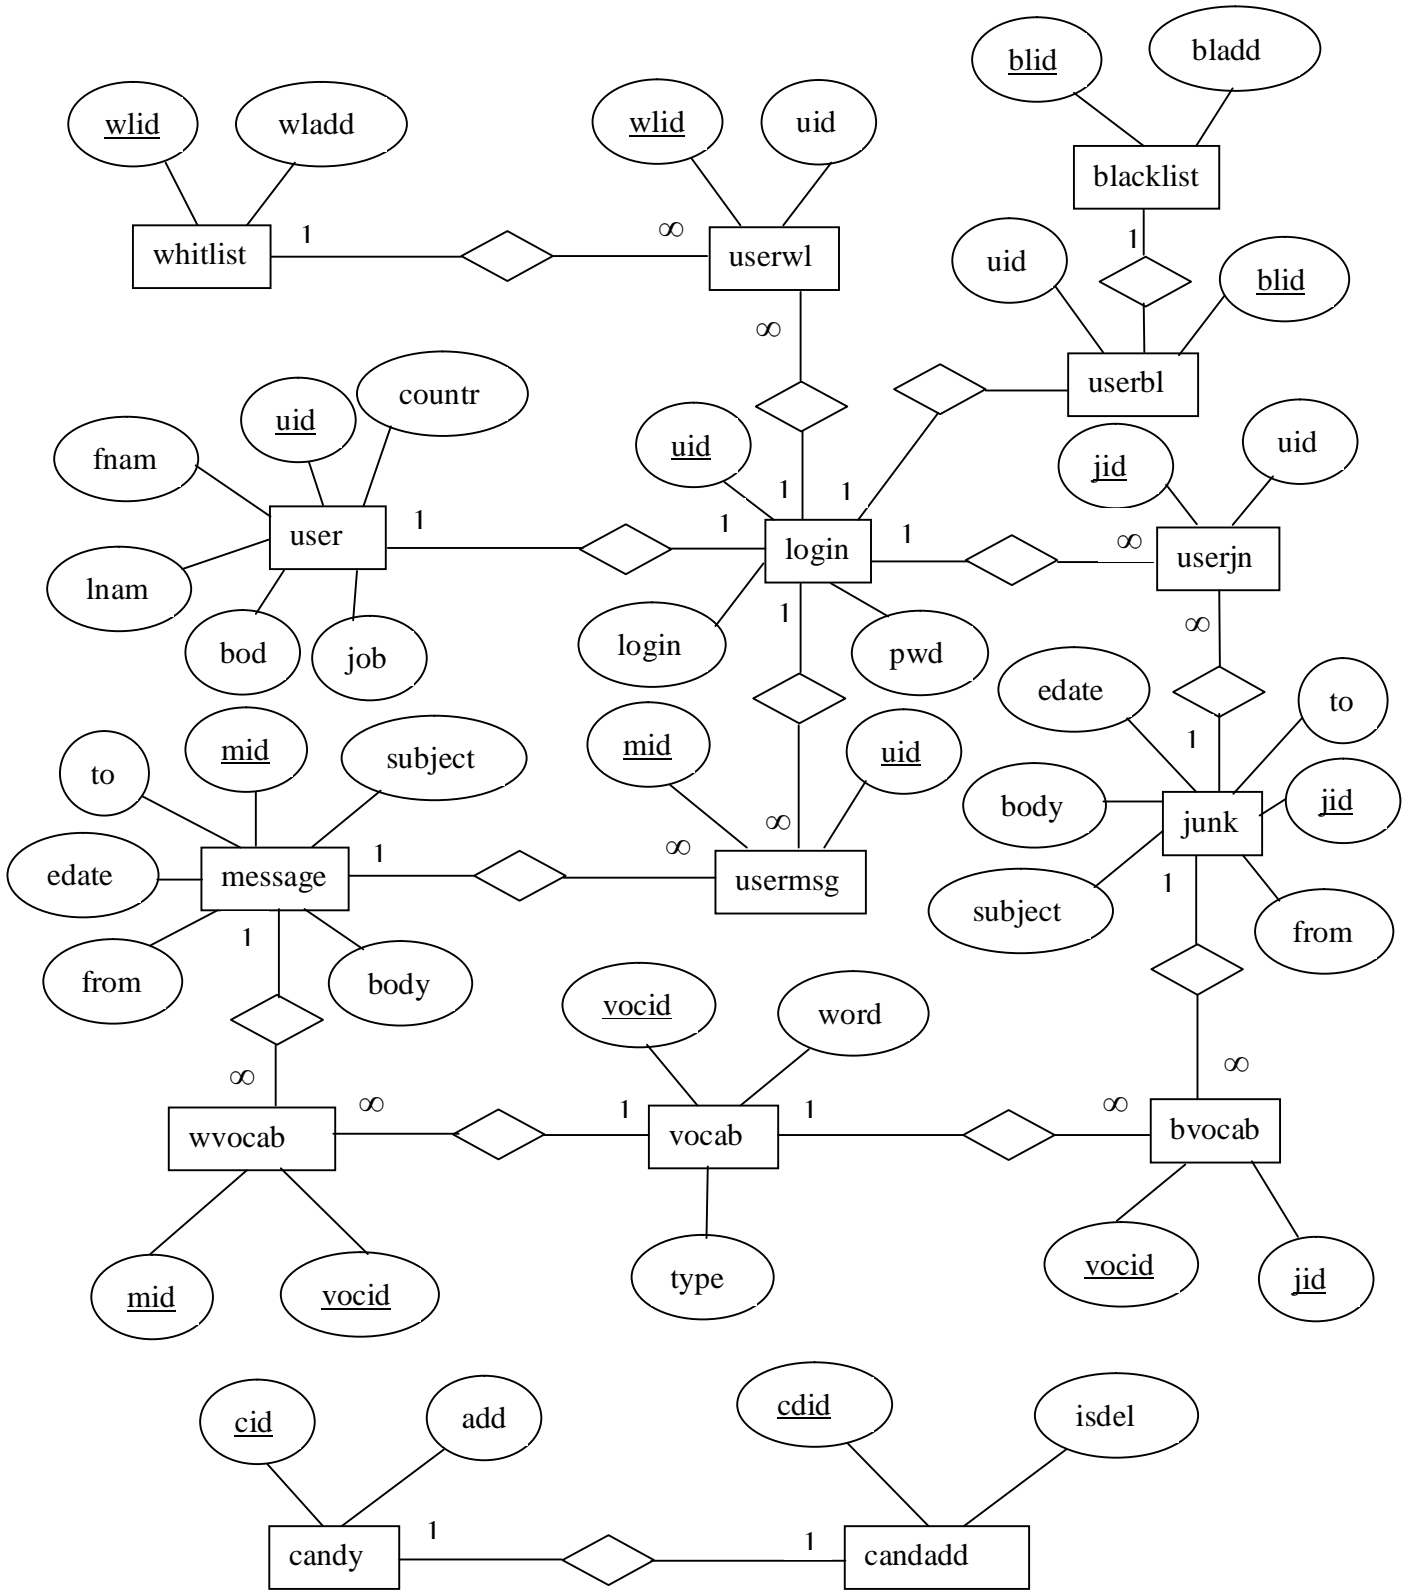 blid
bladd
wlid
wladd
wlid
uid
blacklist
whitlist
1
∞
userwl
1
uid
blid
∞
userbl
uid
countr
fnam
uid
jid
uid
1
1
user
1
1
login
1
∞
userjn
lnam
1
∞
bod
job
login
pwd
edate
to
to
mid
subject
mid
uid
1
body
jid
edate
message
1
∞
∞
usermsg
junk
1
subject
from
from
1
body
vocid
word
∞
∞
∞
wvocab
1
vocab
1
∞
bvocab
mid
vocid
type
vocid
jid
cid
add
cdid
isdel
candy
1
1
candadd